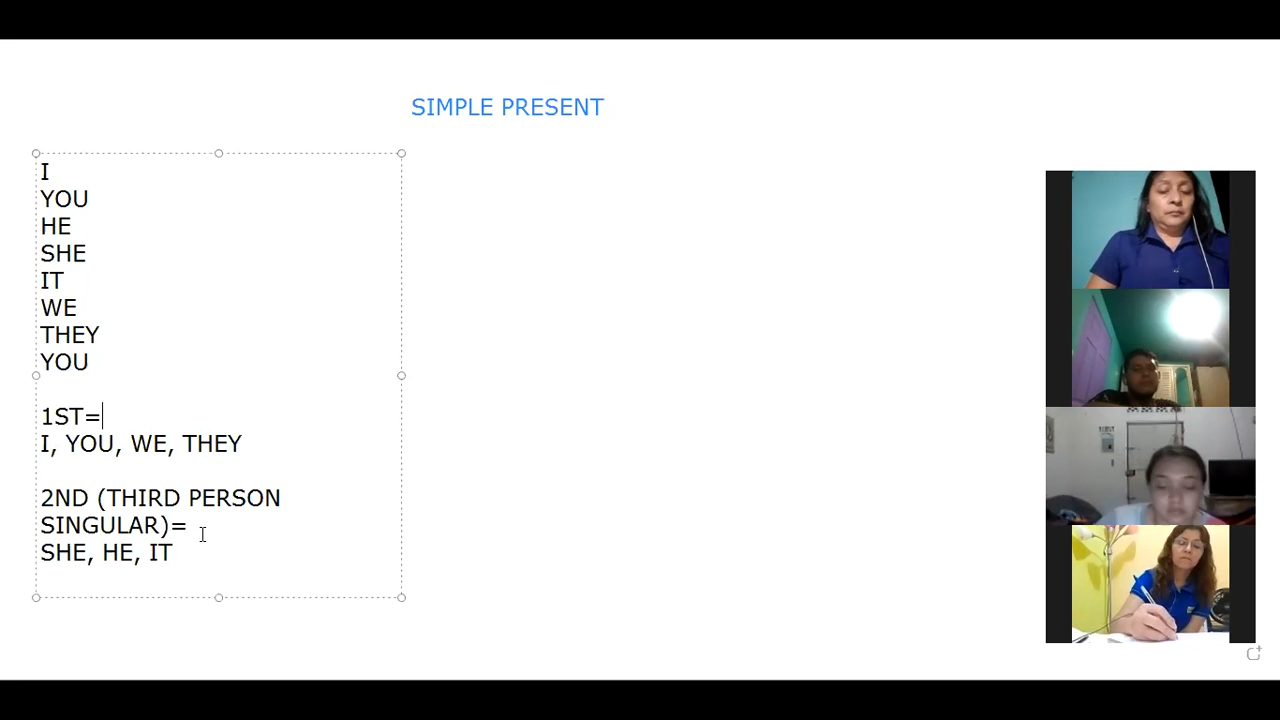 SIMPLE PRESENT
I
YOU
HE
SHE
IT
WE
THEY
YOU
1ST=
I, YOU, WE, THEY
2ND (THIRD PERSON
SINGULAR)=
SHE, HE, IT